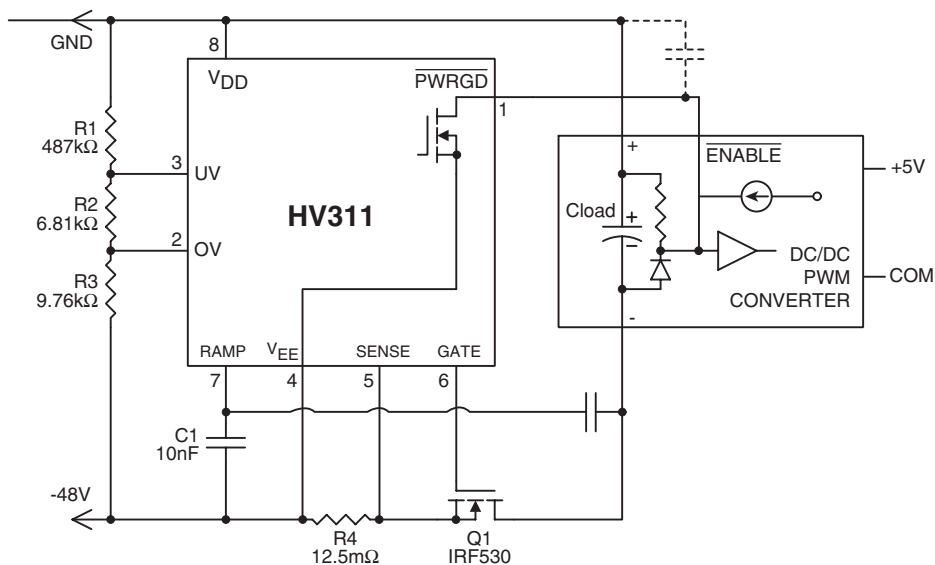 GND
8
VDD
PWRGD
1
R1
487kΩ
3
UV
+
ENABLE
+5V
R2
6.81kΩ
HV311
Cload
+
–
2
OV
R3
9.76kΩ
DC/DC
PWM
CONVERTER
COM
-
RAMP
VEE
SENSE
GATE
7
4
5
6
C1
10nF
-48V
R4
12.5mΩ
Q1
IRF530